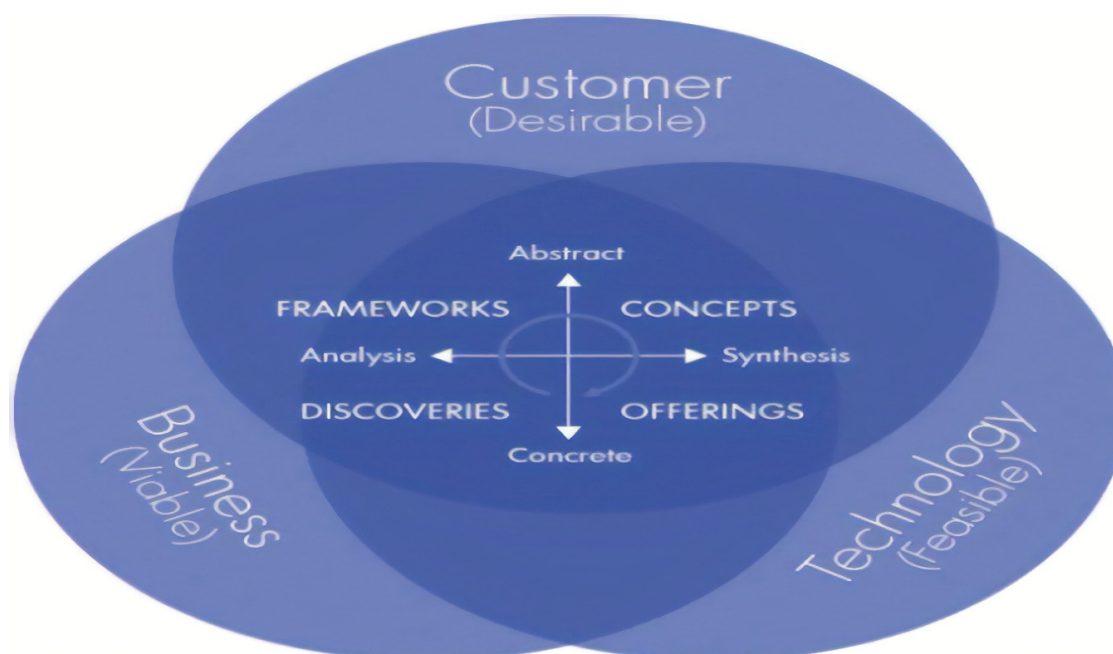 Customer
(Desirable)
Abstract
FRAMEWORKS
CONCEPTS
Analysis
Synthesis
DISCOVERIES
OFFERINGS
Concrete
Business
(Viable)
Technology
(Feasible)